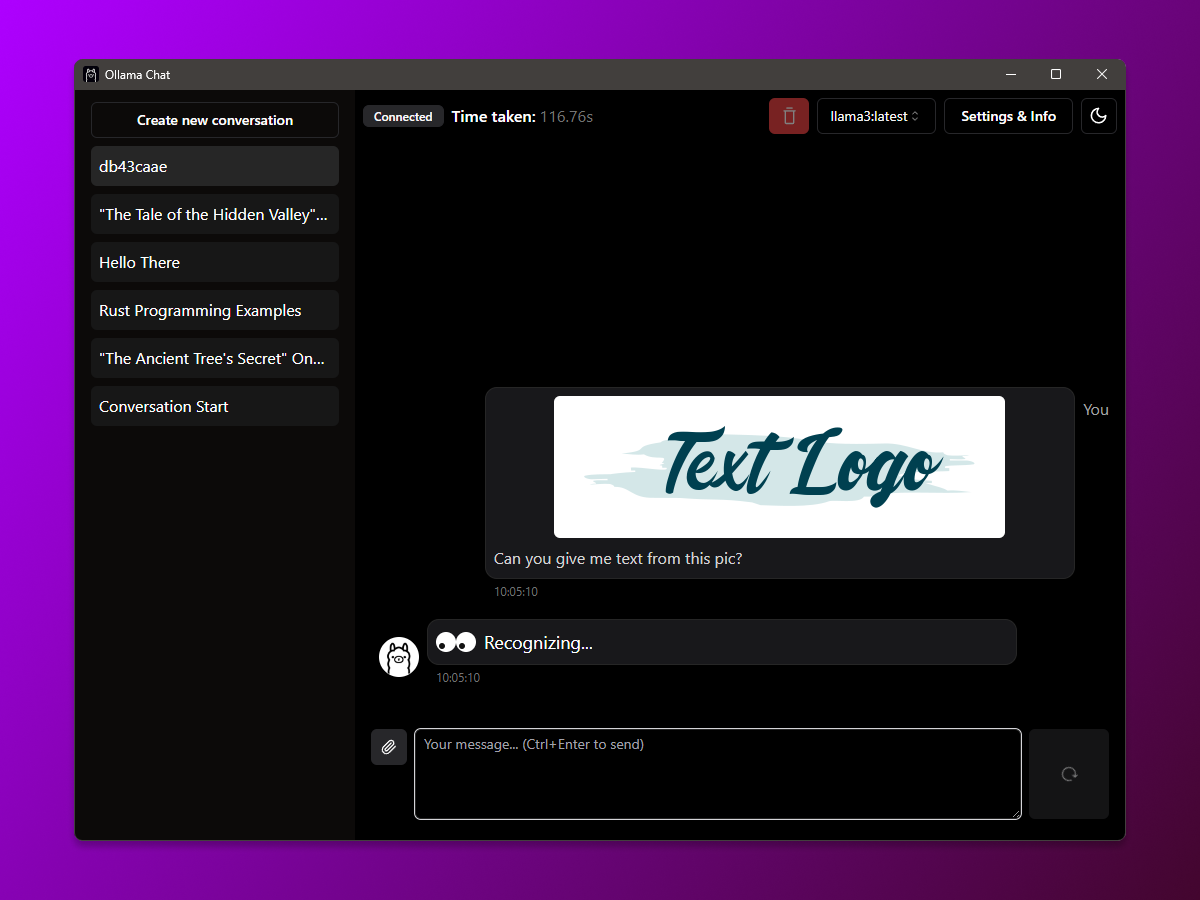 Ollama Chat
Create new conversation
db43caae
"The Tale of the Hidden Valley"...
Hello There
Rust Programming Examples
"The Ancient Tree's Secret" On...
Conversation Start
Connected
Time taken: 116.76s
llama3:latest
Settings & Info
You
Text Logo
Can you give me text from this pic?
10:05:10
Recognizing...
10:05:10
Your message... (Ctrl+Enter to send)